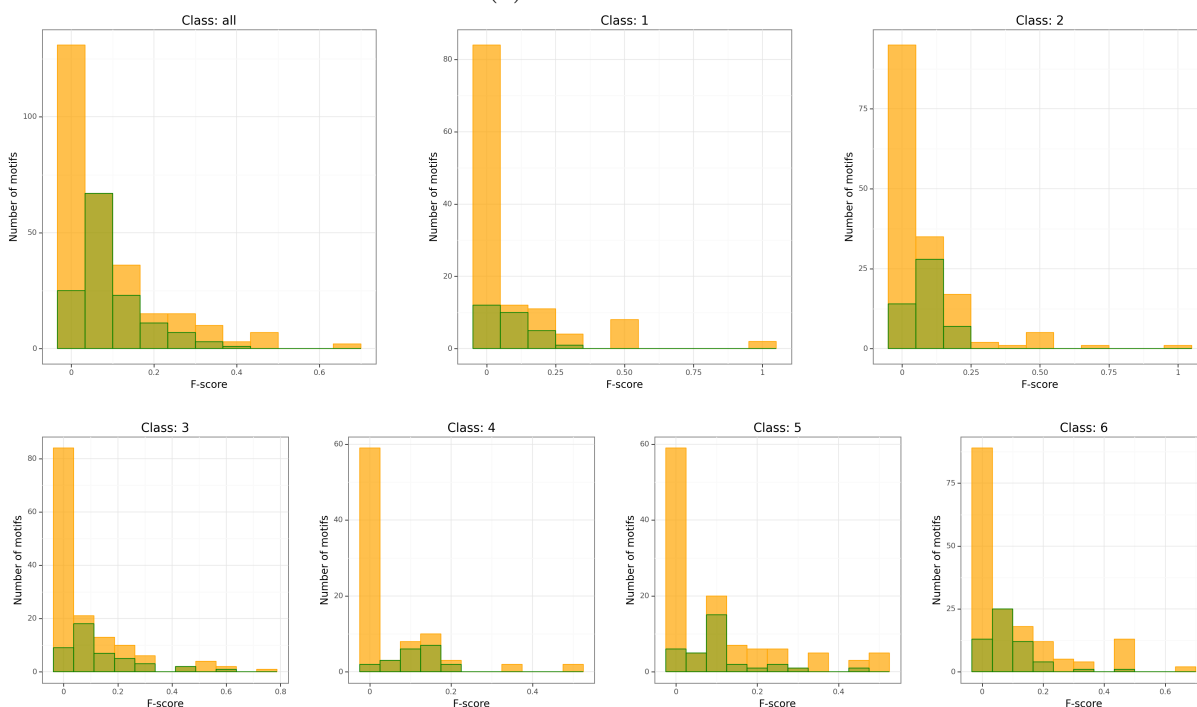 Class: all
Number of motifs
100
50
0
0
0.2
0.4
0.6
F-score
Class: 1
Number of motifs
80
60
40
20
0
0
0.25
0.50
0.75
1
F-score
Class: 2
Number of motifs
75
50
25
0
0
0.25
0.50
0.75
1
F-score
Class: 3
Number of motifs
80
60
40
20
0
0
0.2
0.4
0.6
0.8
F-score
Class: 4
Number of motifs
60
40
20
0
0
0.2
0.4
F-score
Class: 5
Number of motifs
60
40
20
0
0
0.2
0.4
F-score
Class: 6
Number of motifs
75
50
25
0
0
0.2
0.4
0.6
F-score